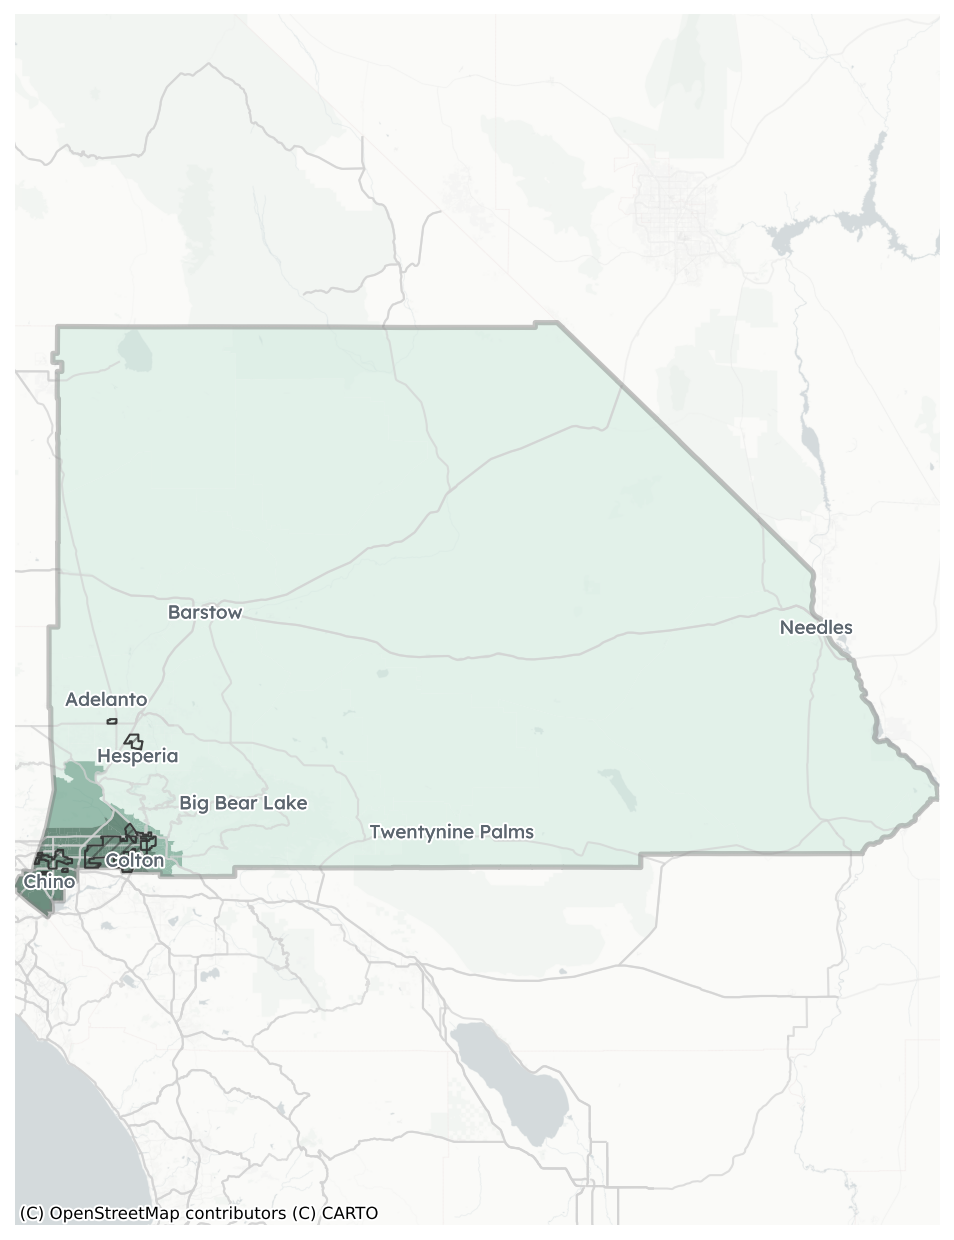 Barstow
Needles
Adelanto
Hesperia
Big Bear Lake
Twentynine Palms
Colton
Chino
(C) OpenStreetMap contributors (C) CARTO